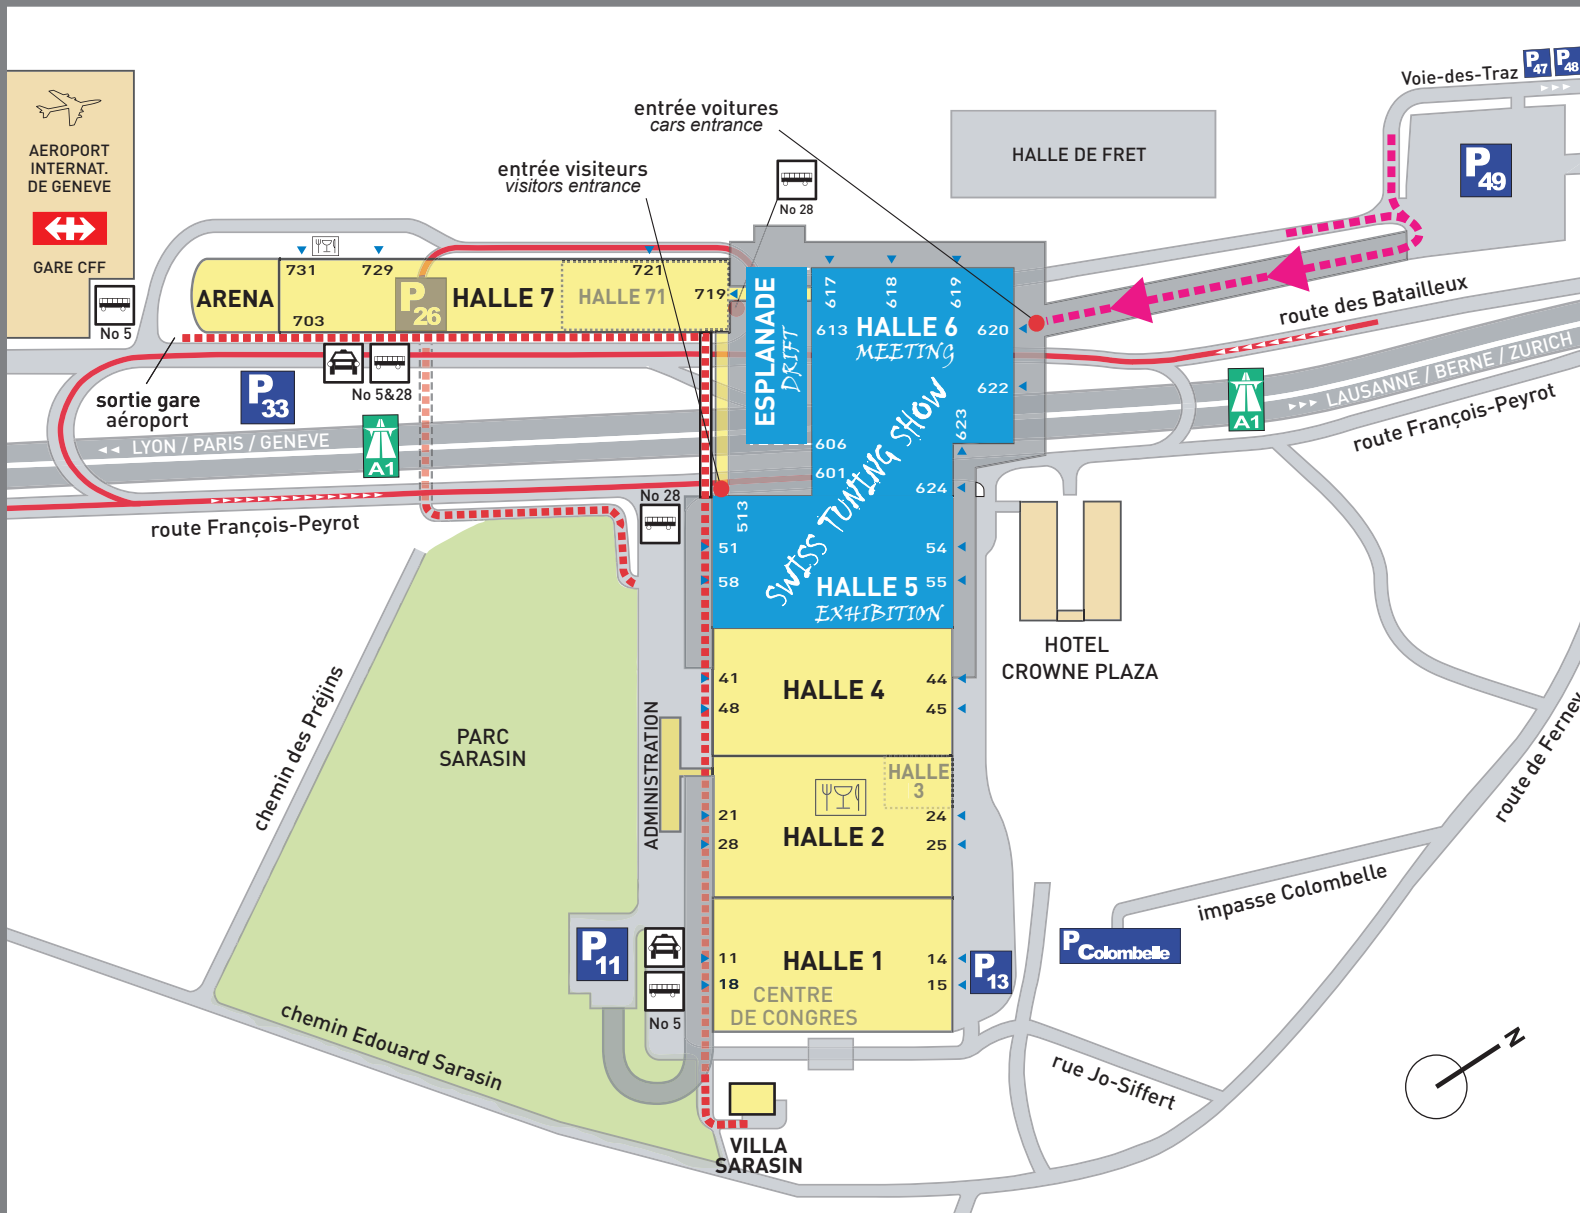 Voie-des-Traz
P 47
P 48
entrée voitures
cars entrance
AEROPORT
INTERNAT.
DE GENEVE
GARE CFF
No 5
HALLE DE FRET
P 49
entrée visiteurs
visitors entrance
No 28
731
729
721
ARENA
P 26
HALLE 7
HALLE 71
719
703
617
618
619
ESPLANADE
DRIFT
613
HALLE 6
MEETING
620
622
623
606
601
624
route des Batailleux
LAUSANNE / BERNE / ZURICH
A1
route François-Peyrot
sortie gare
aéroport
P 33
No 5&28
LYON / PARIS / GENEVE
A1
route François-Peyrot
No 28
513
SWISS TUNING SHOW
51
54
58
HALLE 5
55
EXHIBITION
HOTEL
CROWNE PLAZA
chemin des Préjins
PARC
SARASIN
ADMINISTRATION
41
HALLE 4
44
48
45
HALLE
3
21
24
28
HALLE 2
25
route de Ferney
impasse Colombelle
P Colombelle
P 11
No 5
11
HALLE 1
14
18
15
CENTRE
DE CONGRES
P 13
chemin Edouard Sarasin
rue Jo-Siffert
N
VILLA
SARASIN